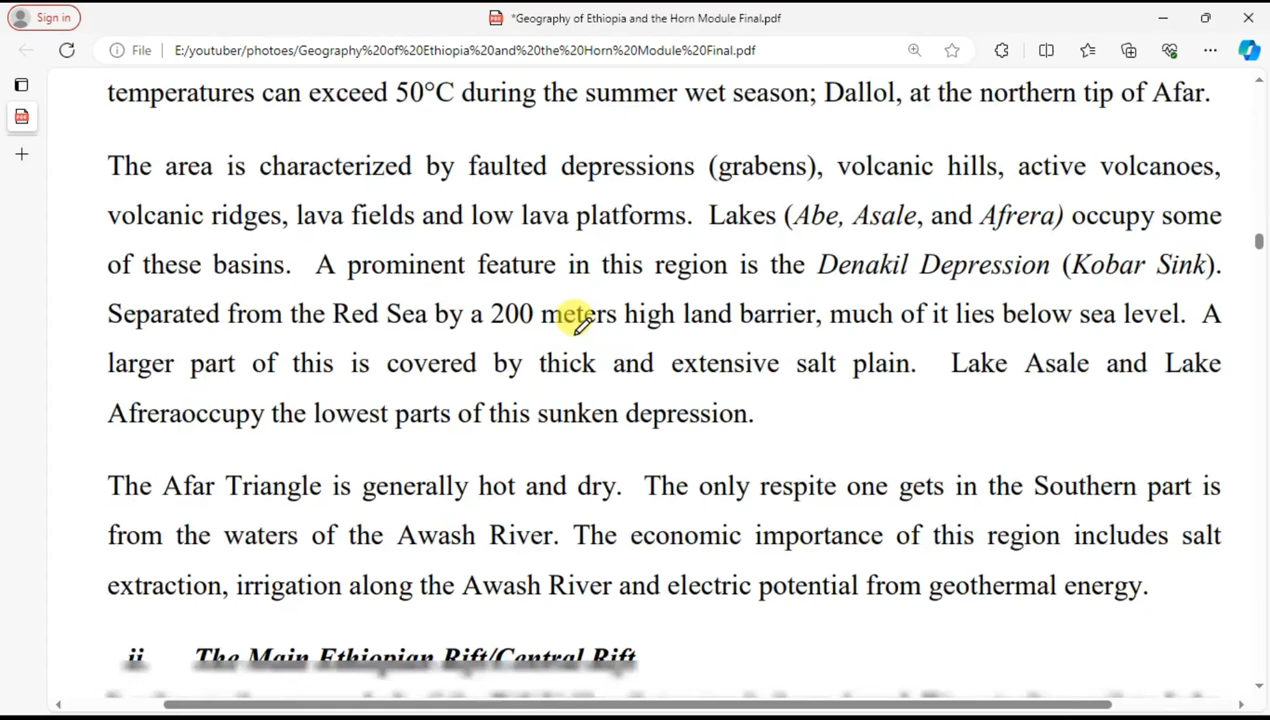 Sign in
*Geography of Ethiopia and the Horn Module Final.pdf
File | E:/youtuber/photoes/Geography%20of%20Ethiopia%20and%20the%20Horn%20Module%20Final.pdf
temperatures can exceed 50°C during the summer wet season; Dallol, at the northern tip of Afar.
The area is characterized by faulted depressions (grabens), volcanic hills, active volcanoes,
volcanic ridges, lava fields and low lava platforms. Lakes (Abe, Asale, and Afrera) occupy some
of these basins. A prominent feature in this region is the Denakil Depression (Kobar Sink).
Separated from the Red Sea by a 200 meters high land barrier, much of it lies below sea level. A
larger part of this is covered by thick and extensive salt plain. Lake Asale and Lake
Afreraoccupy the lowest parts of this sunken depression.
The Afar Triangle is generally hot and dry. The only respite one gets in the Southern part is
from the waters of the Awash River. The economic importance of this region includes salt
extraction, irrigation along the Awash River and electric potential from geothermal energy.
ii. The Main Ethiopian Rift/Central Rift